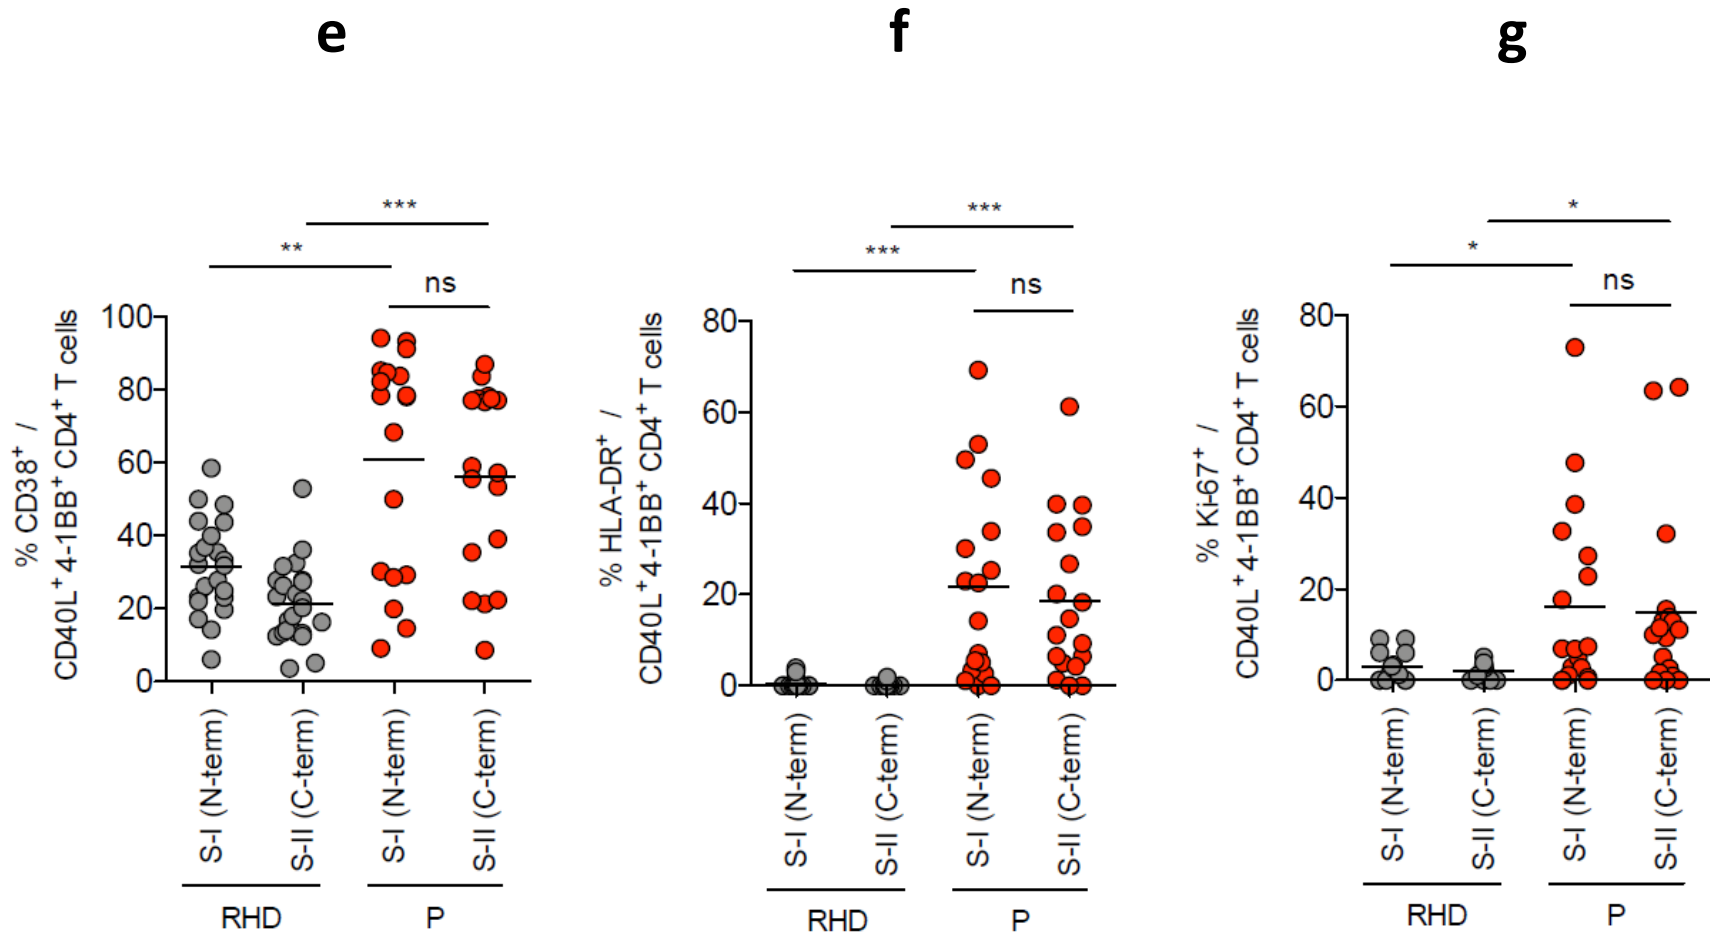 e
f
g
***
**
ns
% CD38⁺ /
CD40L⁺4-1BB⁺ CD4⁺ T cells
100
80
60
40
20
0
S-I (N-term)
S-II (C-term)
S-I (N-term)
S-II (C-term)
RHD
P
***
***
ns
% HLA-DR⁺ /
CD40L⁺4-1BB⁺ CD4⁺ T cells
80
60
40
20
0
S-I (N-term)
S-II (C-term)
S-I (N-term)
S-II (C-term)
RHD
P
*
*
ns
% Ki-67⁺ /
CD40L⁺4-1BB⁺ CD4⁺ T cells
80
60
40
20
0
S-I (N-term)
S-II (C-term)
S-I (N-term)
S-II (C-term)
RHD
P